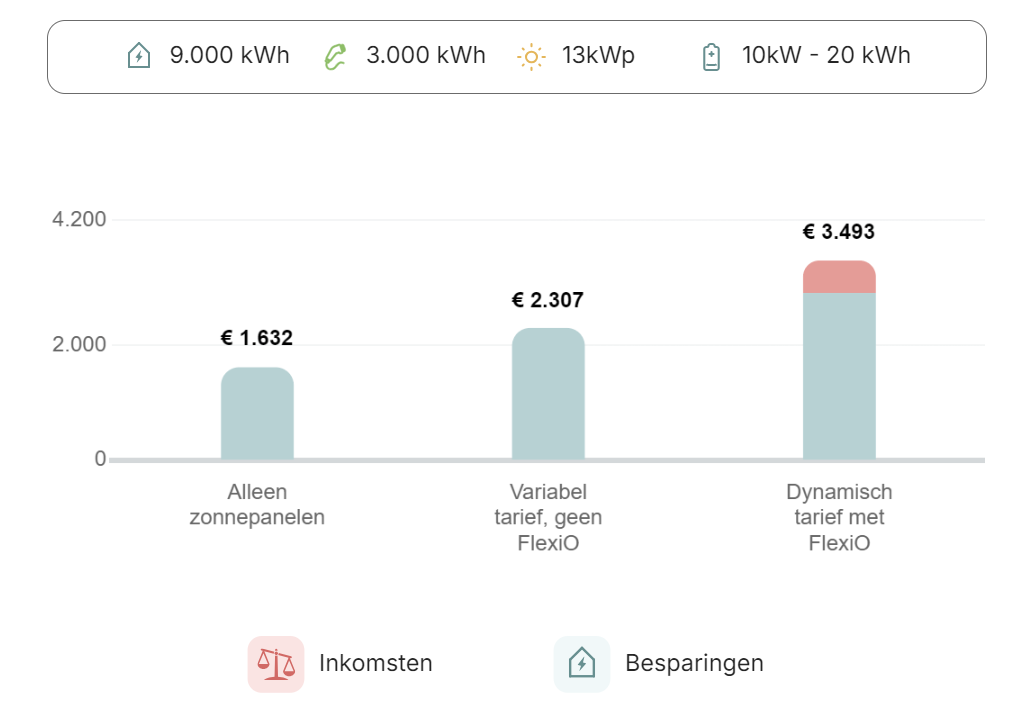 9.000 kWh 3.000 kWh 13kWp 10kW - 20 kWh
4.200
€ 3.493
€ 2.307
€ 1.632
2.000
0
Alleen
zonnepanelen
Variabel
tarief, geen
FlexiO
Dynamisch
tarief met
FlexiO
Inkomsten
Besparingen